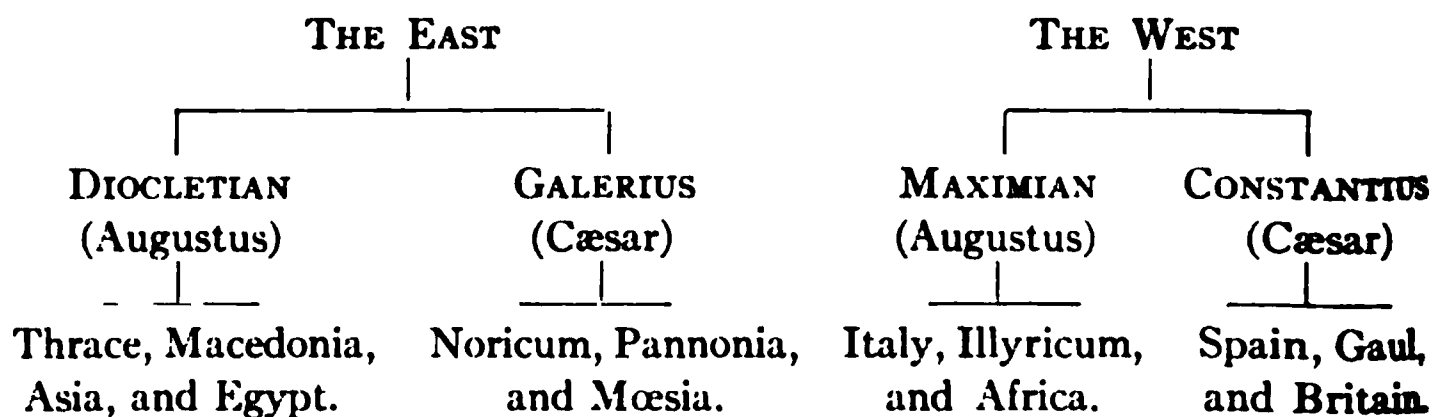 THE EAST
THE WEST
DIOCLETIAN
(Augustus)
GALERIUS
(Cæsar)
MAXIMIAN
(Augustus)
CONSTANTIUS
(Cæsar)
Thrace, Macedonia,
Asia, and Egypt.
Noricum, Pannonia,
and Mœsia.
Italy, Illyricum,
and Africa.
Spain, Gaul,
and Britain.